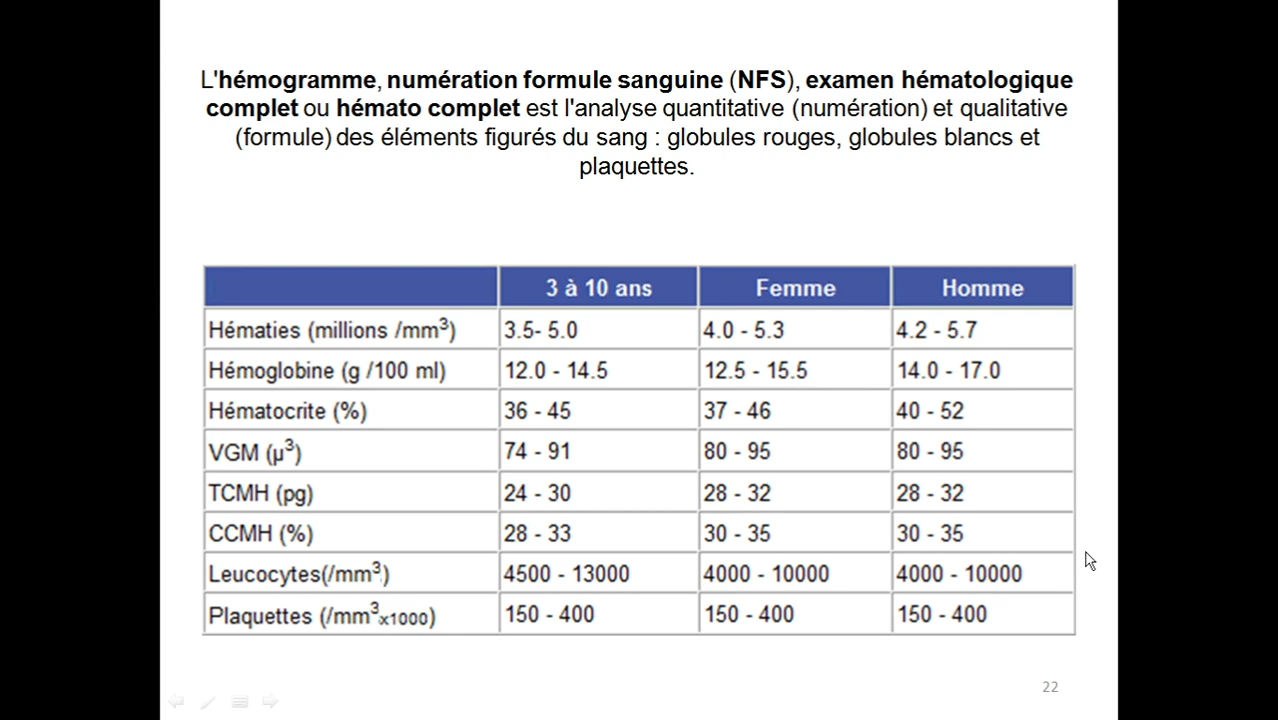 L'hémogramme, numération formule sanguine (NFS), examen hématologique
complet ou hémato complet est l'analyse quantitative (numération) et qualitative
(formule) des éléments figurés du sang : globules rouges, globules blancs et
plaquettes.
3 à 10 ans Femme Homme
Hématies (millions /mm³) 3.5- 5.0 4.0 - 5.3 4.2 - 5.7
Hémoglobine (g /100 ml) 12.0 - 14.5 12.5 - 15.5 14.0 - 17.0
Hématocrite (%) 36 - 45 37 - 46 40 - 52
VGM (µ³) 74 - 91 80 - 95 80 - 95
TCMH (pg) 24 - 30 28 - 32 28 - 32
CCMH (%) 28 - 33 30 - 35 30 - 35
Leucocytes(/mm³) 4500 - 13000 4000 - 10000 4000 - 10000
Plaquettes (/mm³x1000) 150 - 400 150 - 400 150 - 400
22